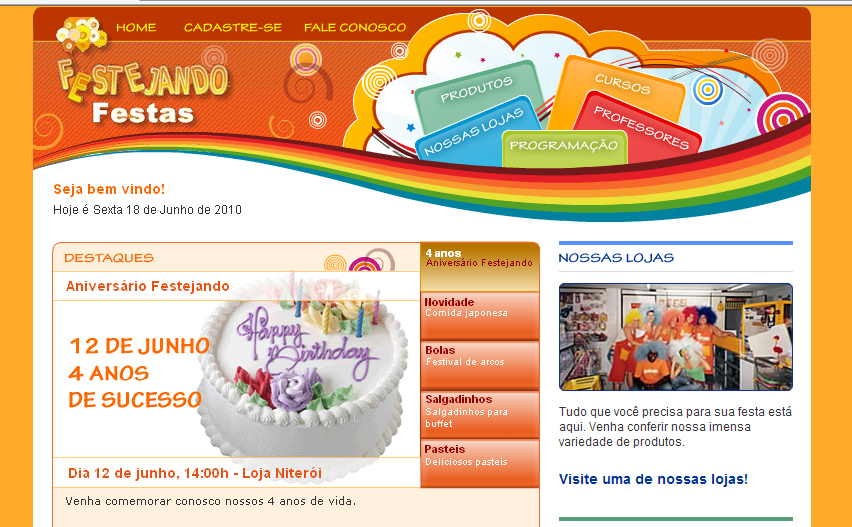 HOME CADASTRE-SE FALE CONOSCO
FESTEJANDO
Festas
PRODUTOS
CURSOS
NOSSAS LOJAS
PROFESSORES
PROGRAMAÇÃO
Seja bem vindo!
Hoje é Sexta 18 de Junho de 2010
DESTAQUES
Aniversário Festejando
12 DE JUNHO
4 ANOS
DE SUCESSO
Happy
Birthday
Dia 12 de junho, 14:00h - Loja Niterói
Venha comemorar conosco nossos 4 anos de vida.
4 anos
Aniversário Festejando
Novidade
Comida japonesa
Bolas
Festival de arcos
Salgadinhos
Salgadinhos para
buffet
Pasteis
Deliciosos pasteis
NOSSAS LOJAS
Tudo que você precisa para sua festa está
aqui. Venha conferir nossa imensa
variedade de produtos.
Visite uma de nossas lojas!